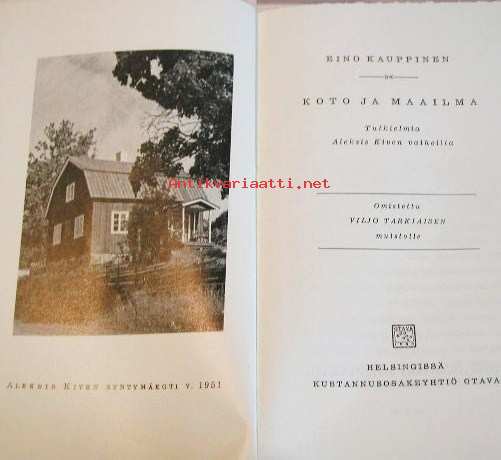 ALEKSIS KIVEN SYNTYMÄKOTI V. 1951
EINO KAUPPINEN
KOTO JA MAAILMA
Tutkielmia
Aleksis Kiven vaiheilta
Antikvariaatti.net
Omistettu
VILJO TARKIAISEN
muistolle
OTAVA
HELSINGISSÄ
KUSTANNUSOSAKEYHTIÖ OTAVA